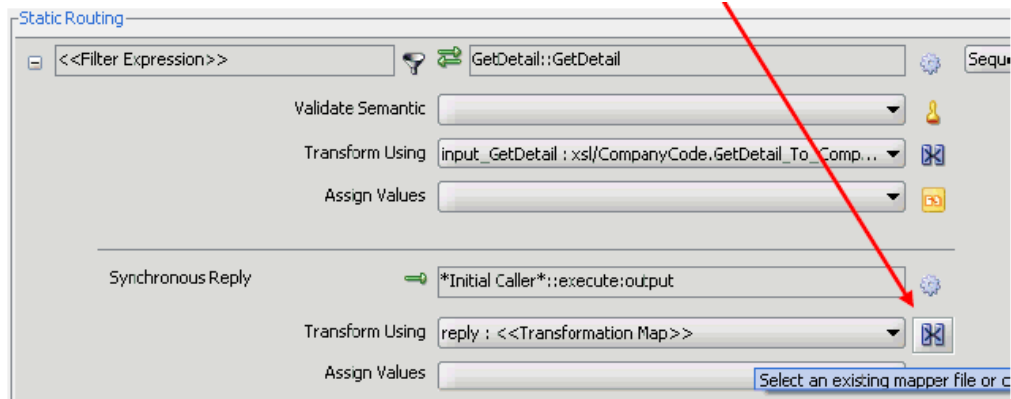 Static Routing
<<Filter Expression>> GetDetail::GetDetail Sequ
Validate Semantic
Transform Using input_GetDetail : xsl/CompanyCode.GetDetail_To_Comp...
Assign Values
Synchronous Reply *Initial Caller*::execute:output
Transform Using reply : <<Transformation Map>>
Assign Values
Select an existing mapper file or c